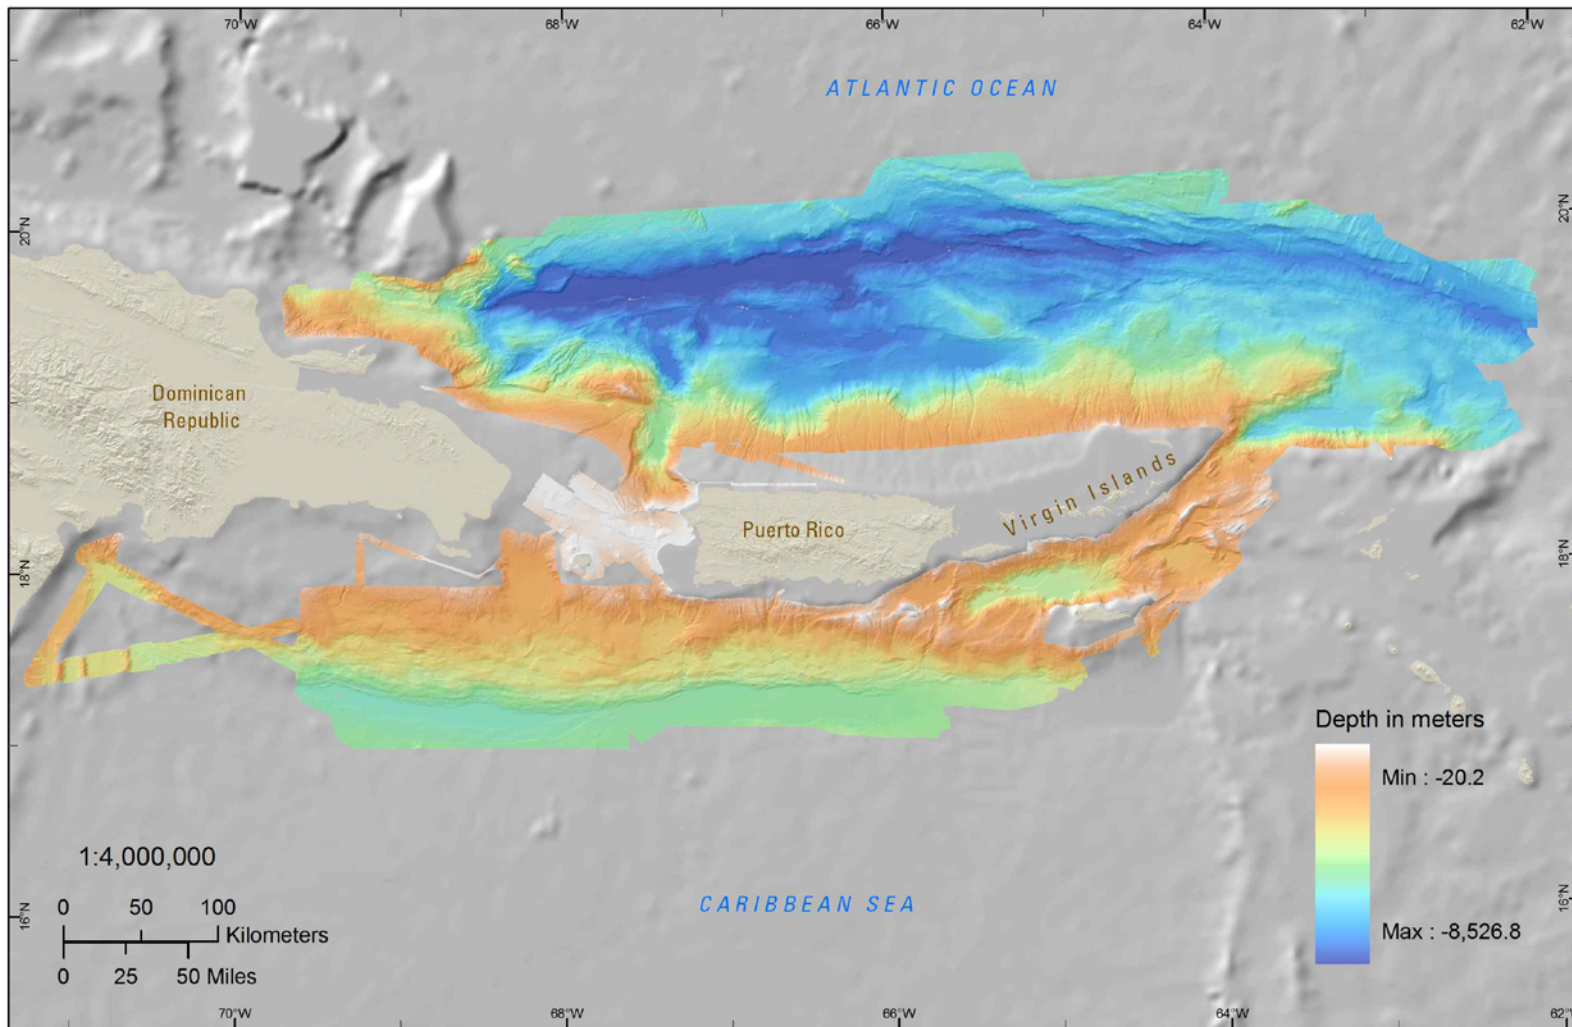 70°W 68°W 66°W 64°W 62°W
ATLANTIC OCEAN
20°N 20°N
Dominican
Republic
Virgin Islands
Puerto Rico
18°N 18°N
Depth in meters
Min : -20.2
1:4,000,000
16°N 16°N
CARIBBEAN SEA
0 50 100
Kilometers
Max : -8,526.8
0 25 50 Miles
70°W 68°W 66°W 64°W 62°W